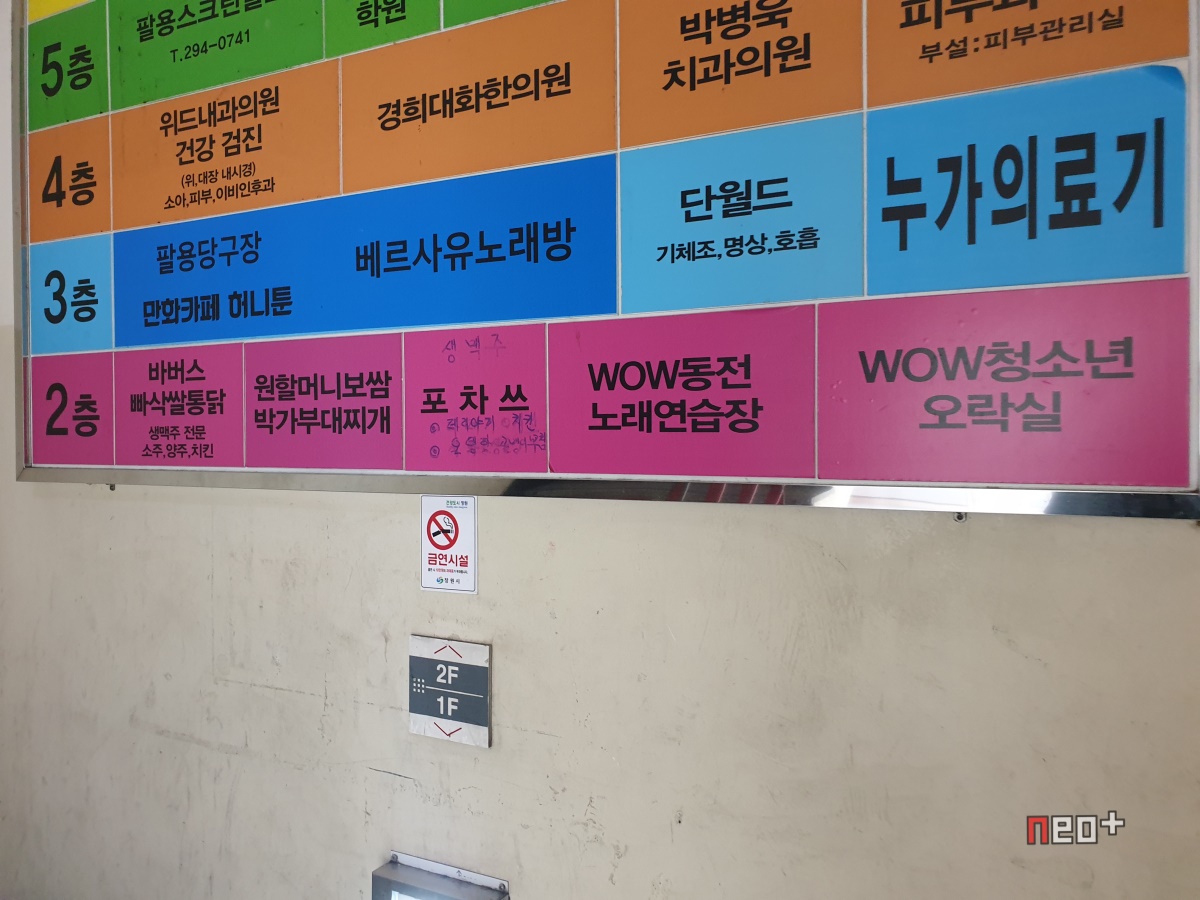 5층
팔용스크린골프
T.294-0741
학원
4층
위드내과의원
건강 검진
(위,대장 내시경)
소아,피부,이비인후과
경희대화한의원
박병욱
치과의원
피부과
부설:피부관리실
3층
팔용당구장
만화카페 허니툰
베르사유노래방
단월드
기체조,명상,호흡
누가의료기
2층
바버스
빠삭쌀통닭
생맥주 전문
소주,양주,치킨
원할머니보쌈
박가부대찌개
생맥주
포 차 쓰
WOW동전
노래연습장
WOW청소년
오락실
금연시설
창원시
2F
1F
neo+